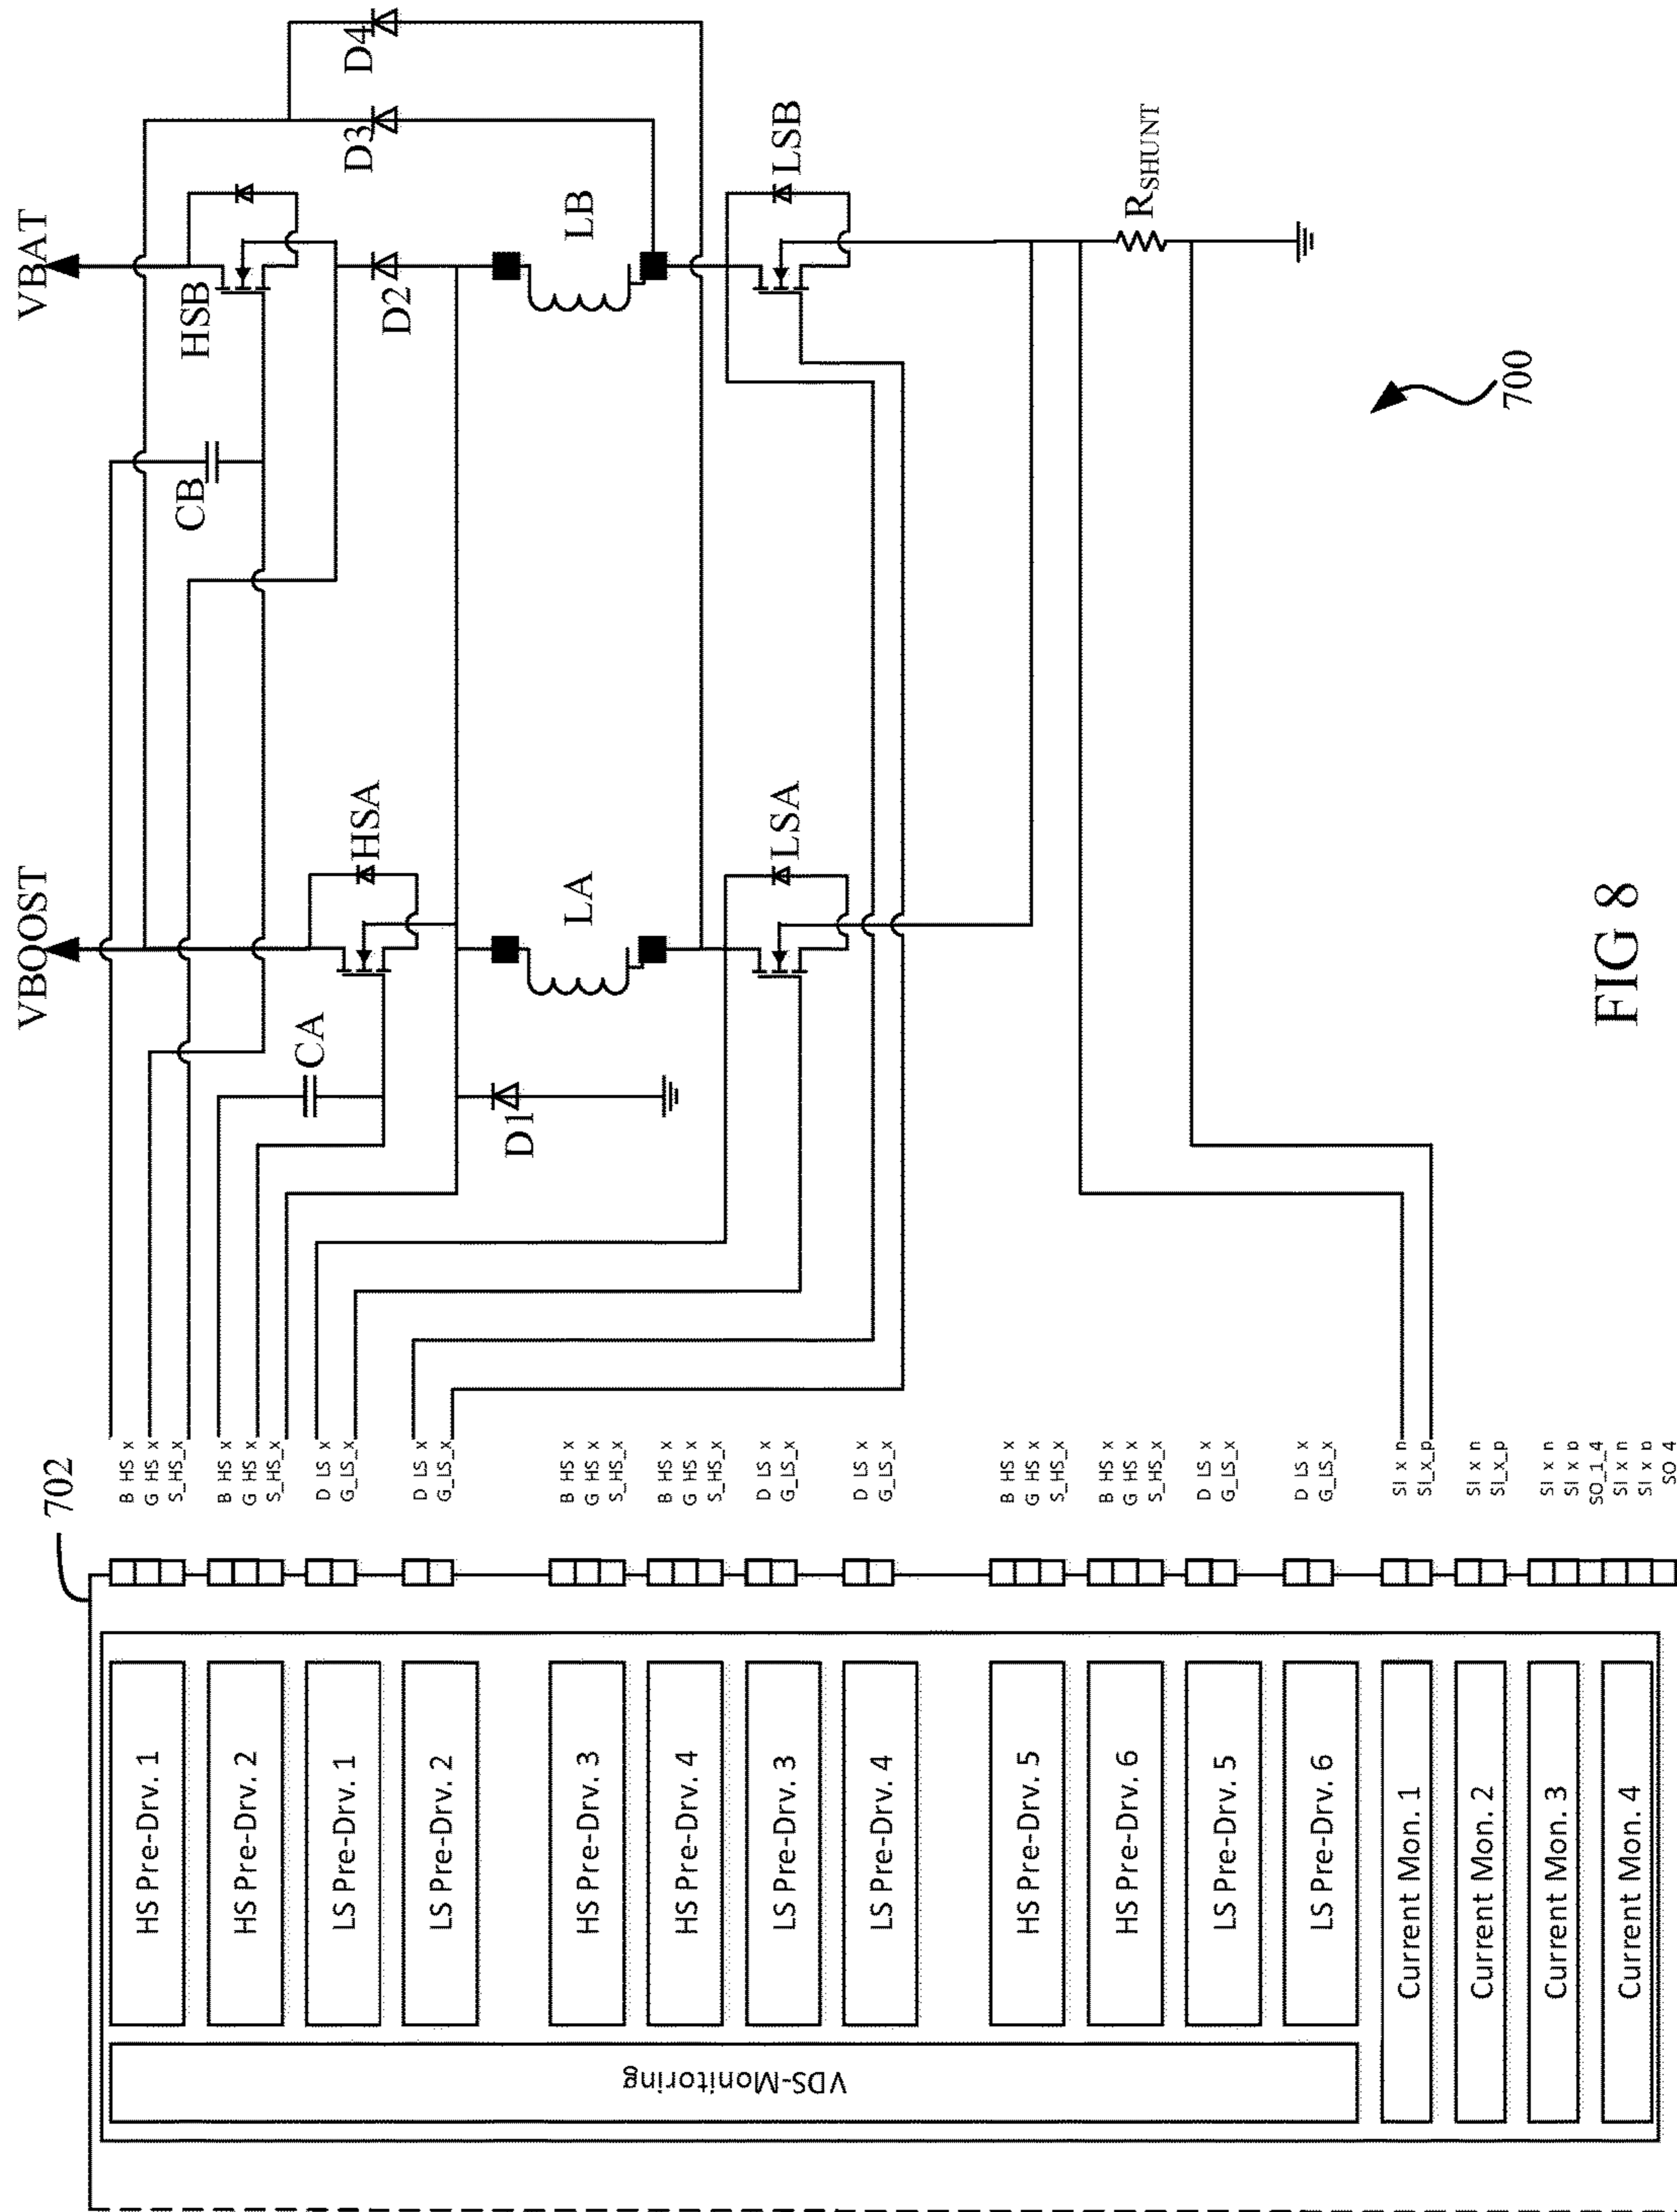 702
VDS-Monitoring
HS Pre-Drv. 1
HS Pre-Drv. 2
LS Pre-Drv. 1
LS Pre-Drv. 2
HS Pre-Drv. 3
HS Pre-Drv. 4
LS Pre-Drv. 3
LS Pre-Drv. 4
HS Pre-Drv. 5
HS Pre-Drv. 6
LS Pre-Drv. 5
LS Pre-Drv. 6
Current Mon. 1
Current Mon. 2
Current Mon. 3
Current Mon. 4
B_HS_x
G_HS_x
S_HS_x
B_HS_x
G_HS_x
S_HS_x
D_LS_x
G_LS_x
D_LS_x
G_LS_x
B_HS_x
G_HS_x
S_HS_x
B_HS_x
G_HS_x
S_HS_x
D_LS_x
G_LS_x
D_LS_x
G_LS_x
B_HS_x
G_HS_x
S_HS_x
B_HS_x
G_HS_x
S_HS_x
D_LS_x
G_LS_x
D_LS_x
G_LS_x
SI_x_n
SI_x_p
SI_x_n
SI_x_p
SI_x_n
SI_x_p
SO_1_4
SI_x_n
SI_x_p
SO_4
VBOOST
VBAT
CA
HSA
CB
HSB
D1
D2
D3
D4
LA
LB
LSA
LSB
RSHUNT
700
FIG 8